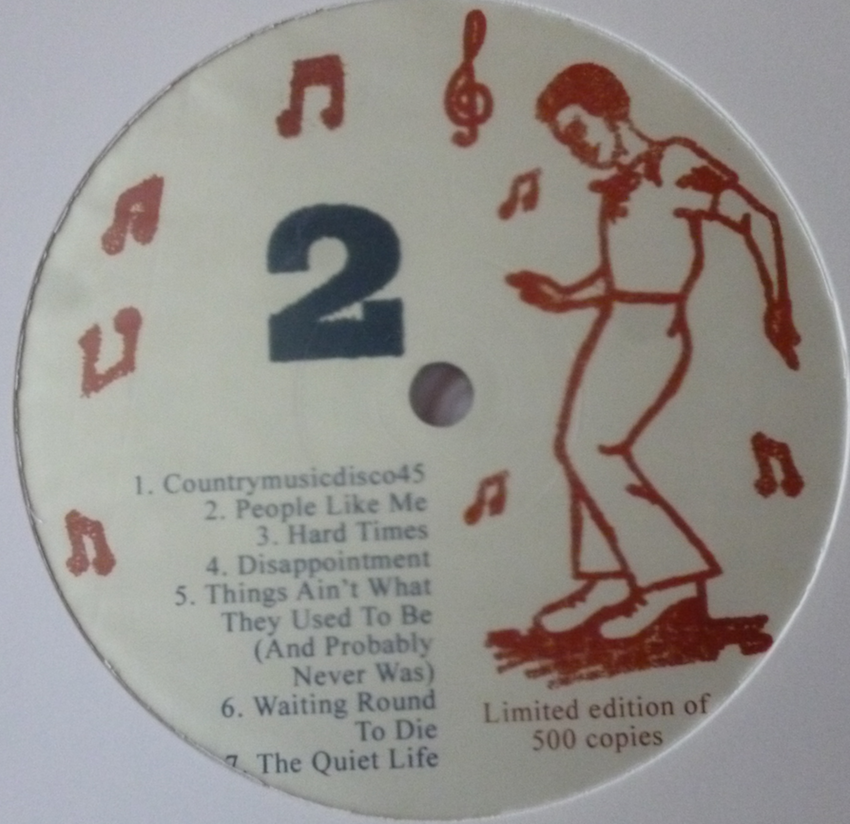 2
1. Countrymusicdisco45
2. People Like Me
3. Hard Times
4. Disappointment
5. Things Ain't What
They Used To Be
(And Probably
Never Was)
6. Waiting Round
To Die
7. The Quiet Life
Limited edition of
500 copies